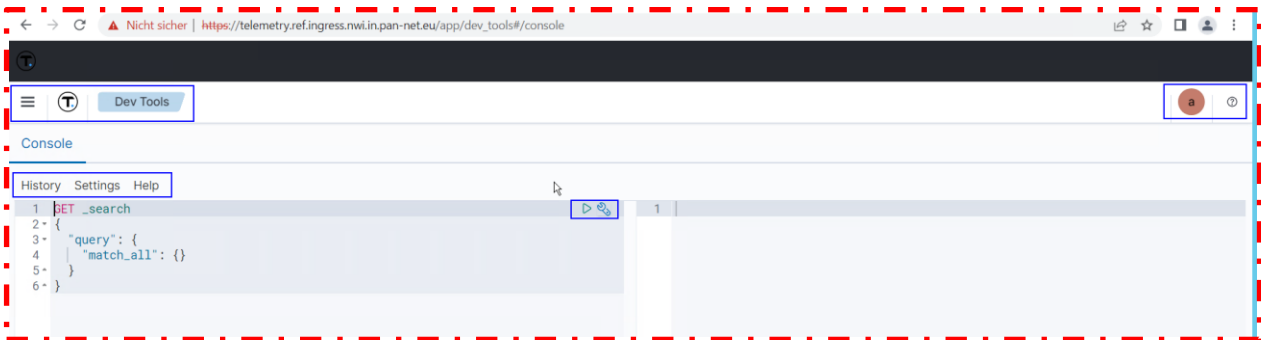 Nicht sicher | https://telemetry.ref.ingress.nwi.in.pan-net.eu/app/dev_tools#/console
T.
T. Dev Tools a
Console
History Settings Help
1 GET _search 1
2 {
3 "query": {
4 "match_all": {}
5 }
6 }